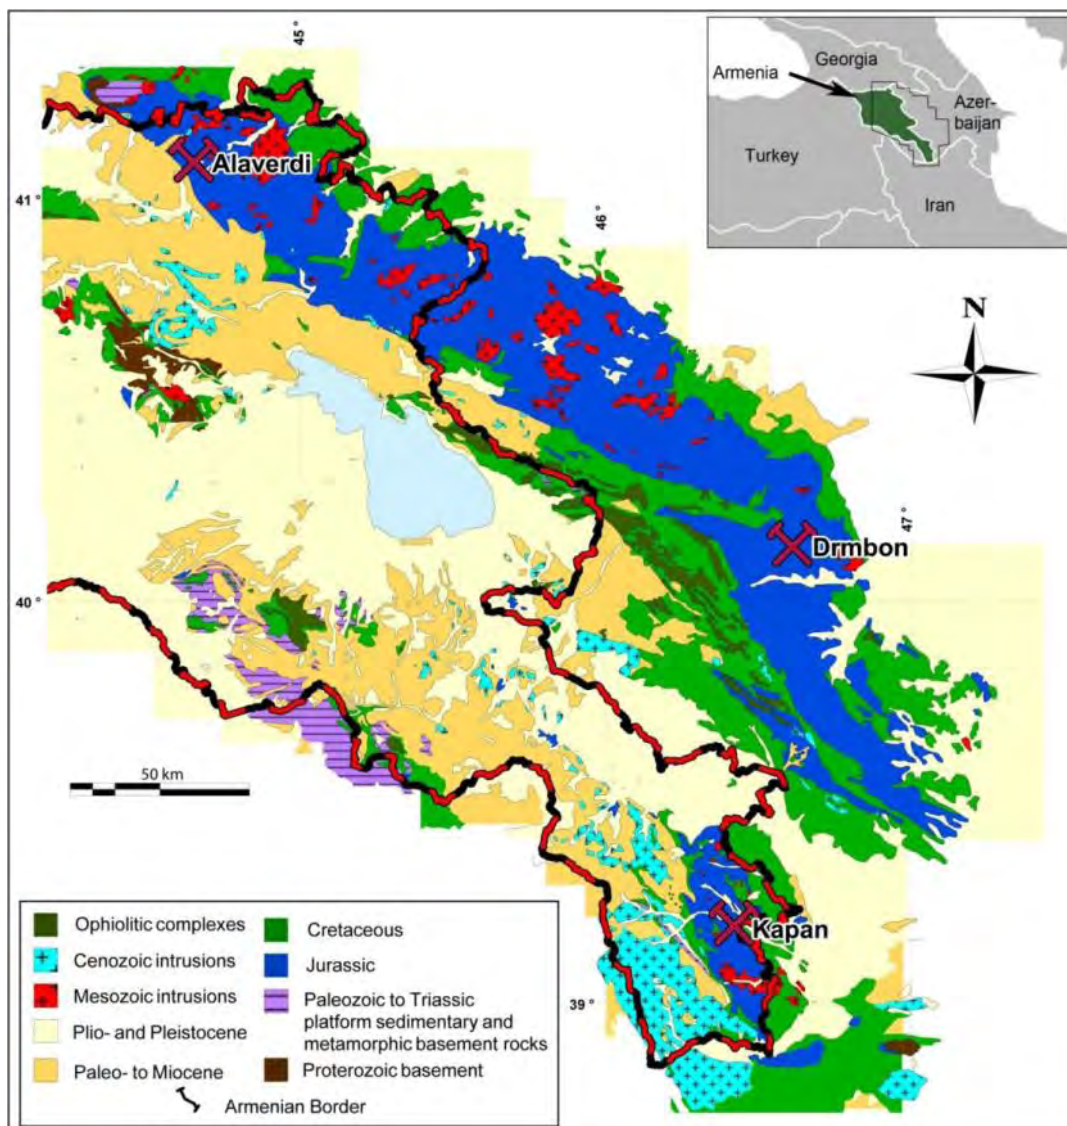 45 °
Georgia
Armenia
Azer-
baijan
Turkey
Iran
Alaverdi
41 °
46 °
N
47 °
Drmbon
40 °
50 km
Kapan
39 °
Ophiolitic complexes
Cenozoic intrusions
Mesozoic intrusions
Plio- and Pleistocene
Paleo- to Miocene
Armenian Border
Cretaceous
Jurassic
Paleozoic to Triassic
platform sedimentary and
metamorphic basement rocks
Proterozoic basement